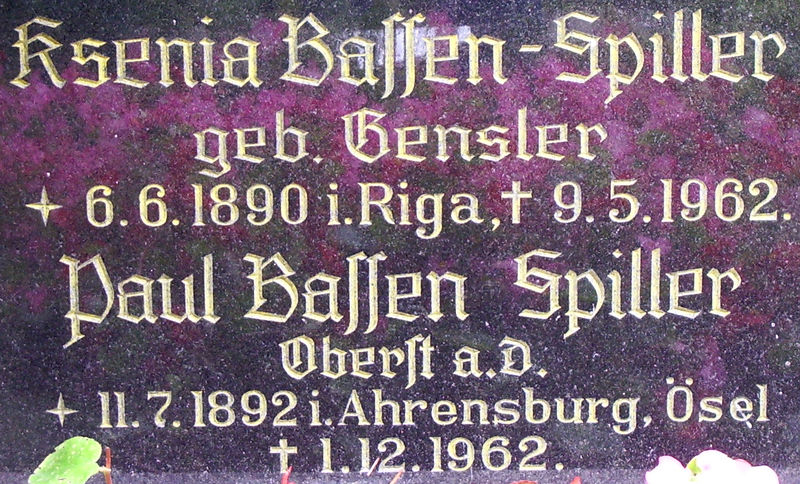 Ksenia Baſſen-Spiller
geb. Gensler
✦ 6.6.1890 i.Riga,✝ 9.5.1962.
Paul Baſſen Spiller
Oberſt a.D.
✦ 11.7.1892 i.Ahrensburg, Ösel
✝ 1.12.1962.